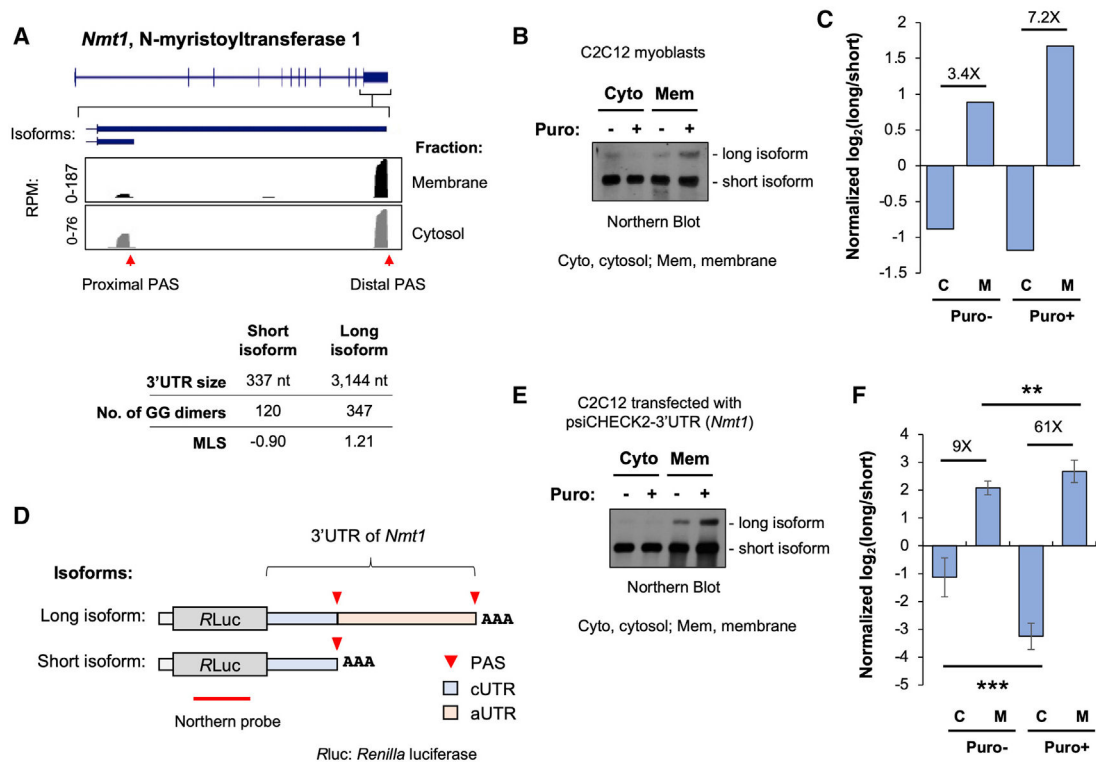 A
Nmt1, N-myristoyltransferase 1
Isoforms:
Fraction:
RPM:
0-187
Membrane
0-76
Cytosol
Proximal PAS
Distal PAS
Short isoform
Long isoform
3'UTR size 337 nt 3,144 nt
No. of GG dimers 120 347
MLS -0.90 1.21
B
C2C12 myoblasts
Cyto Mem
Puro: - + - +
- long isoform
- short isoform
Northern Blot
Cyto, cytosol; Mem, membrane
C
Normalized log2(long/short)
2
1.5
1
0.5
0
-0.5
-1
-1.5
3.4X
7.2X
C M C M
Puro- Puro+
D
3'UTR of Nmt1
Isoforms:
Long isoform: RLuc AAA
Short isoform: RLuc AAA
Northern probe
PAS
cUTR
aUTR
Rluc: Renilla luciferase
E
C2C12 transfected with
psiCHECK2-3'UTR (Nmt1)
Cyto Mem
Puro: - + - +
- long isoform
- short isoform
Northern Blot
Cyto, cytosol; Mem, membrane
F
Normalized log2(long/short)
4
3
2
1
0
-1
-2
-3
-4
-5
**
9X
61X
***
C M C M
Puro- Puro+